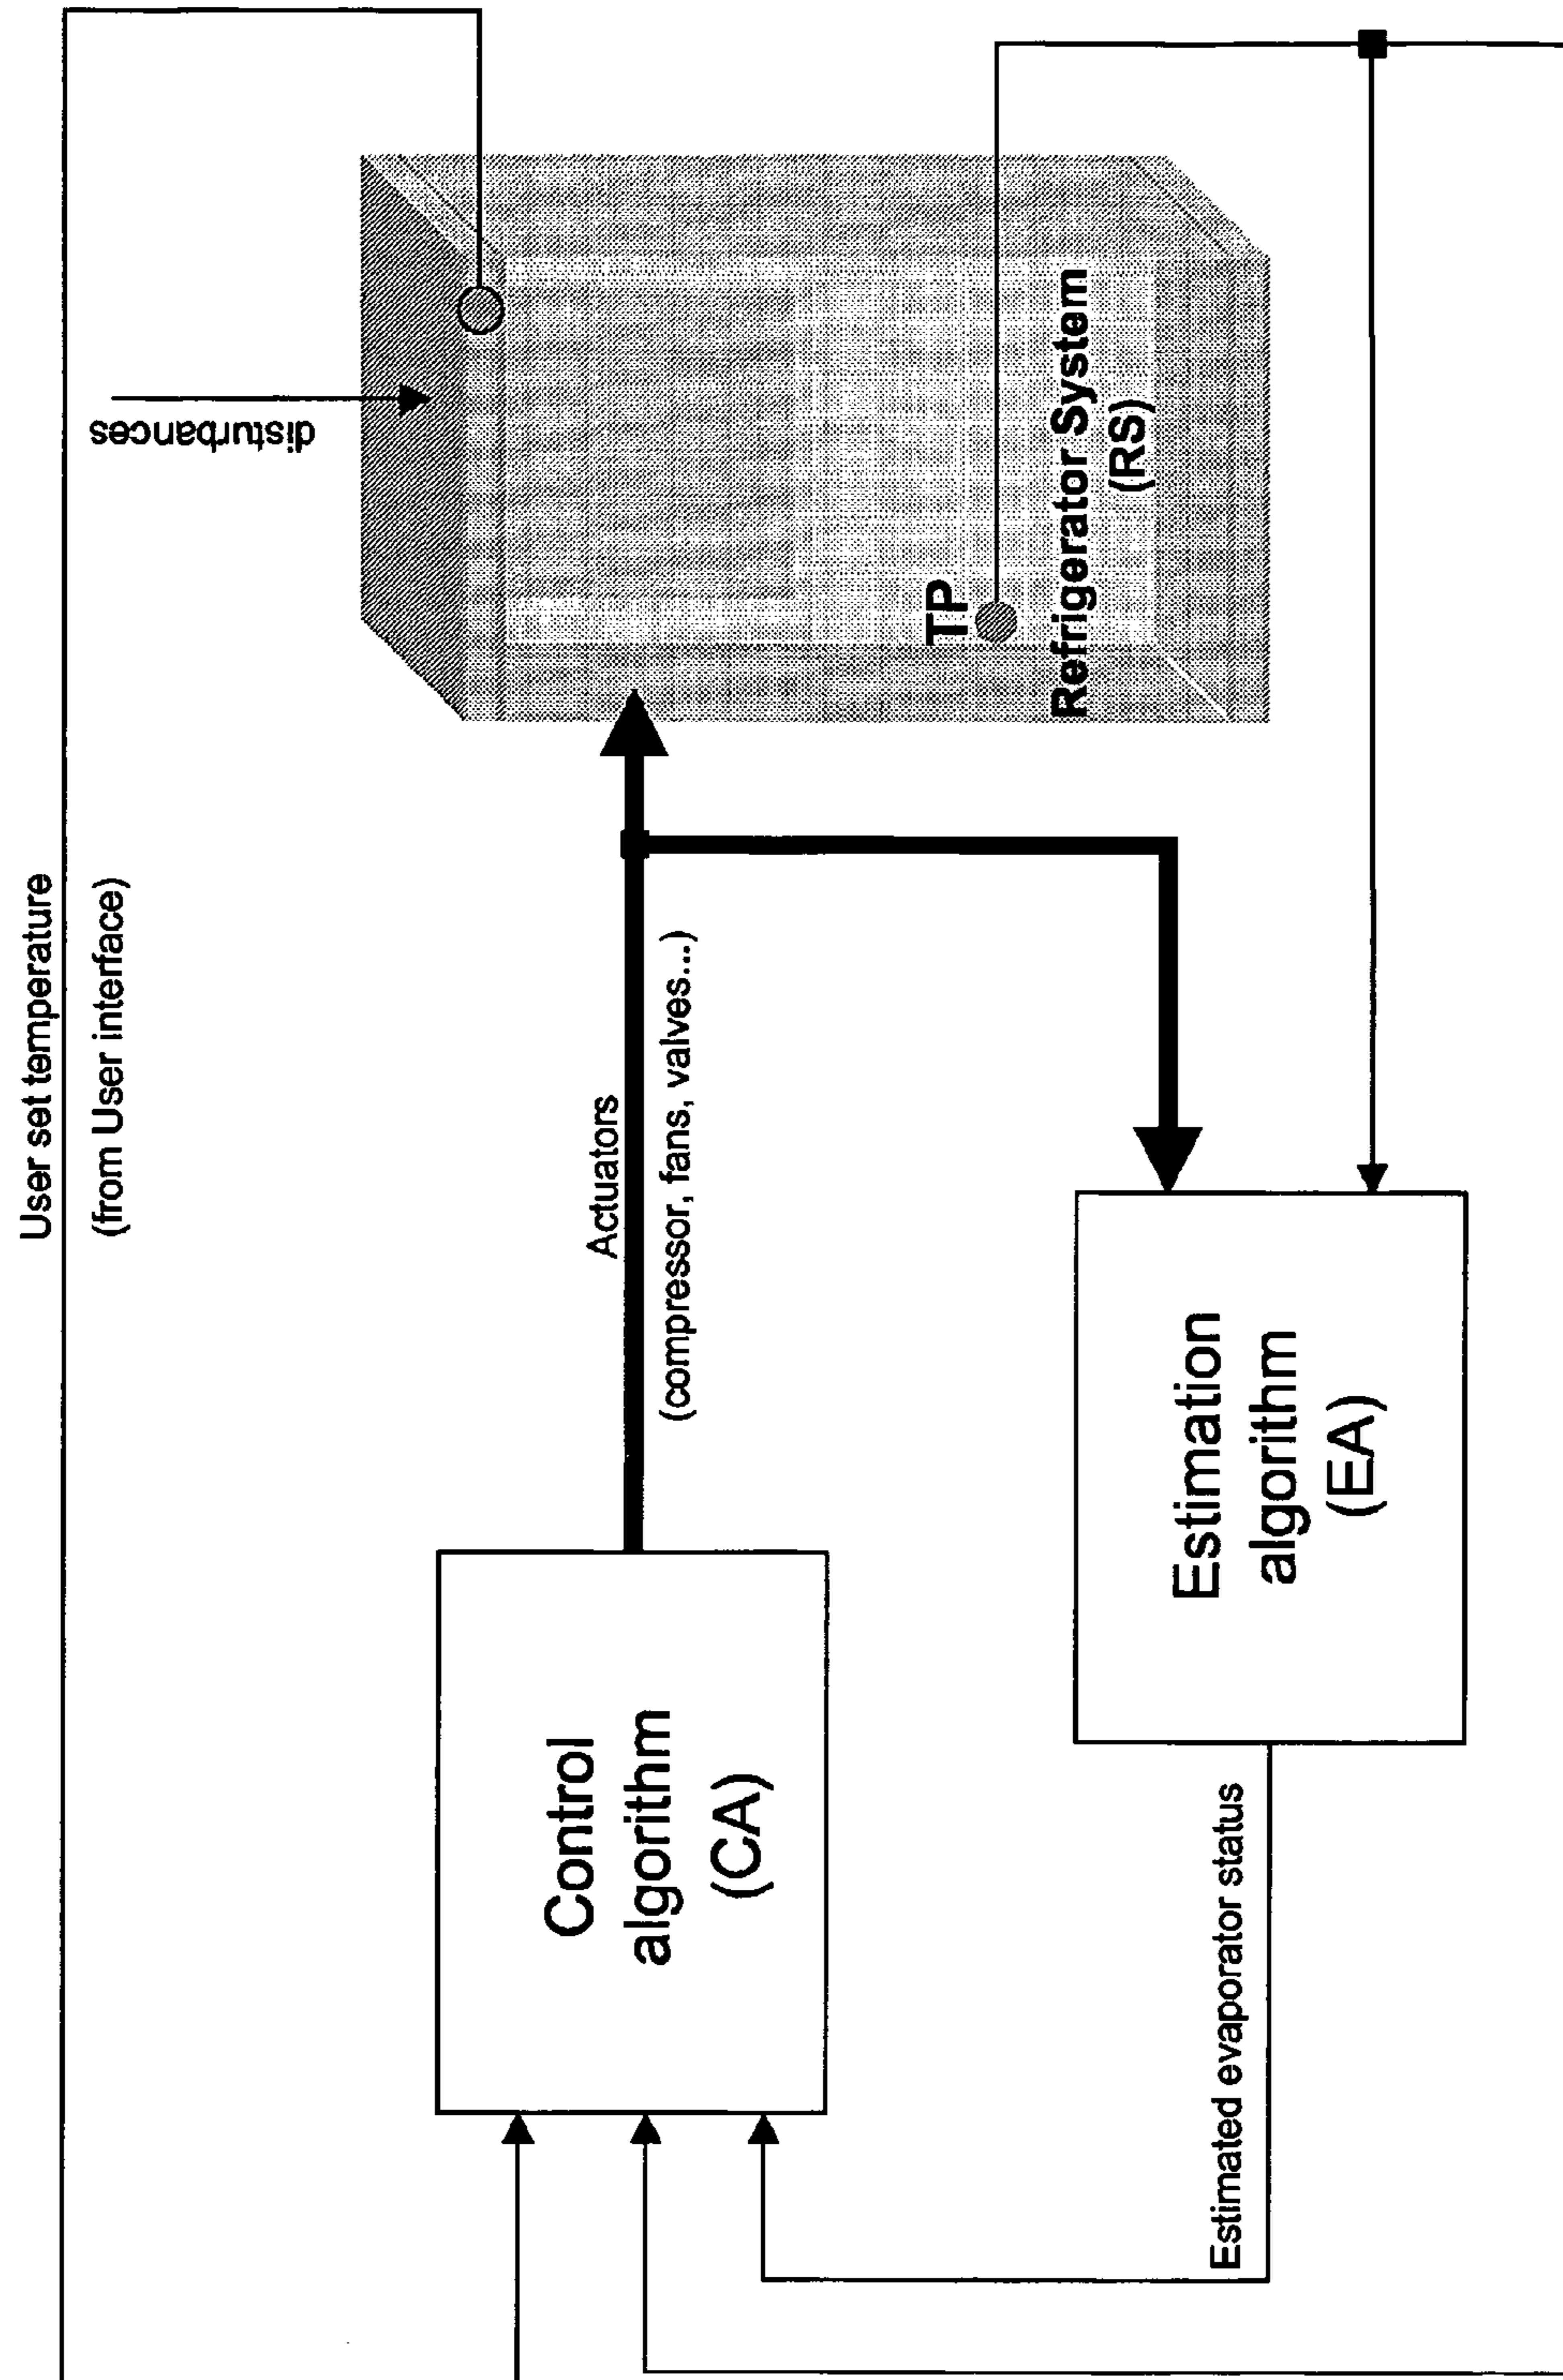 User set temperature
(from User interface)
disturbances
Actuators
(compressor, fans, valves...)
TP
Refrigerator System
(RS)
Control
algorithm
(CA)
Estimation
algorithm
(EA)
Estimated evaporator status